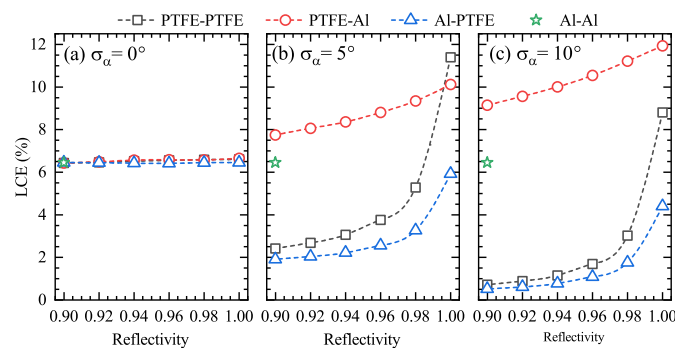 PTFE-PTFE PTFE-Al Al-PTFE Al-Al
12
10
8
6
4
2
0
LCE (%)
(a) σα= 0°
(b) σα= 5°
(c) σα= 10°
0.90 0.92 0.94 0.96 0.98 1.00
0.90 0.92 0.94 0.96 0.98 1.00
0.90 0.92 0.94 0.96 0.98 1.00
Reflectivity
Reflectivity
Reflectivity